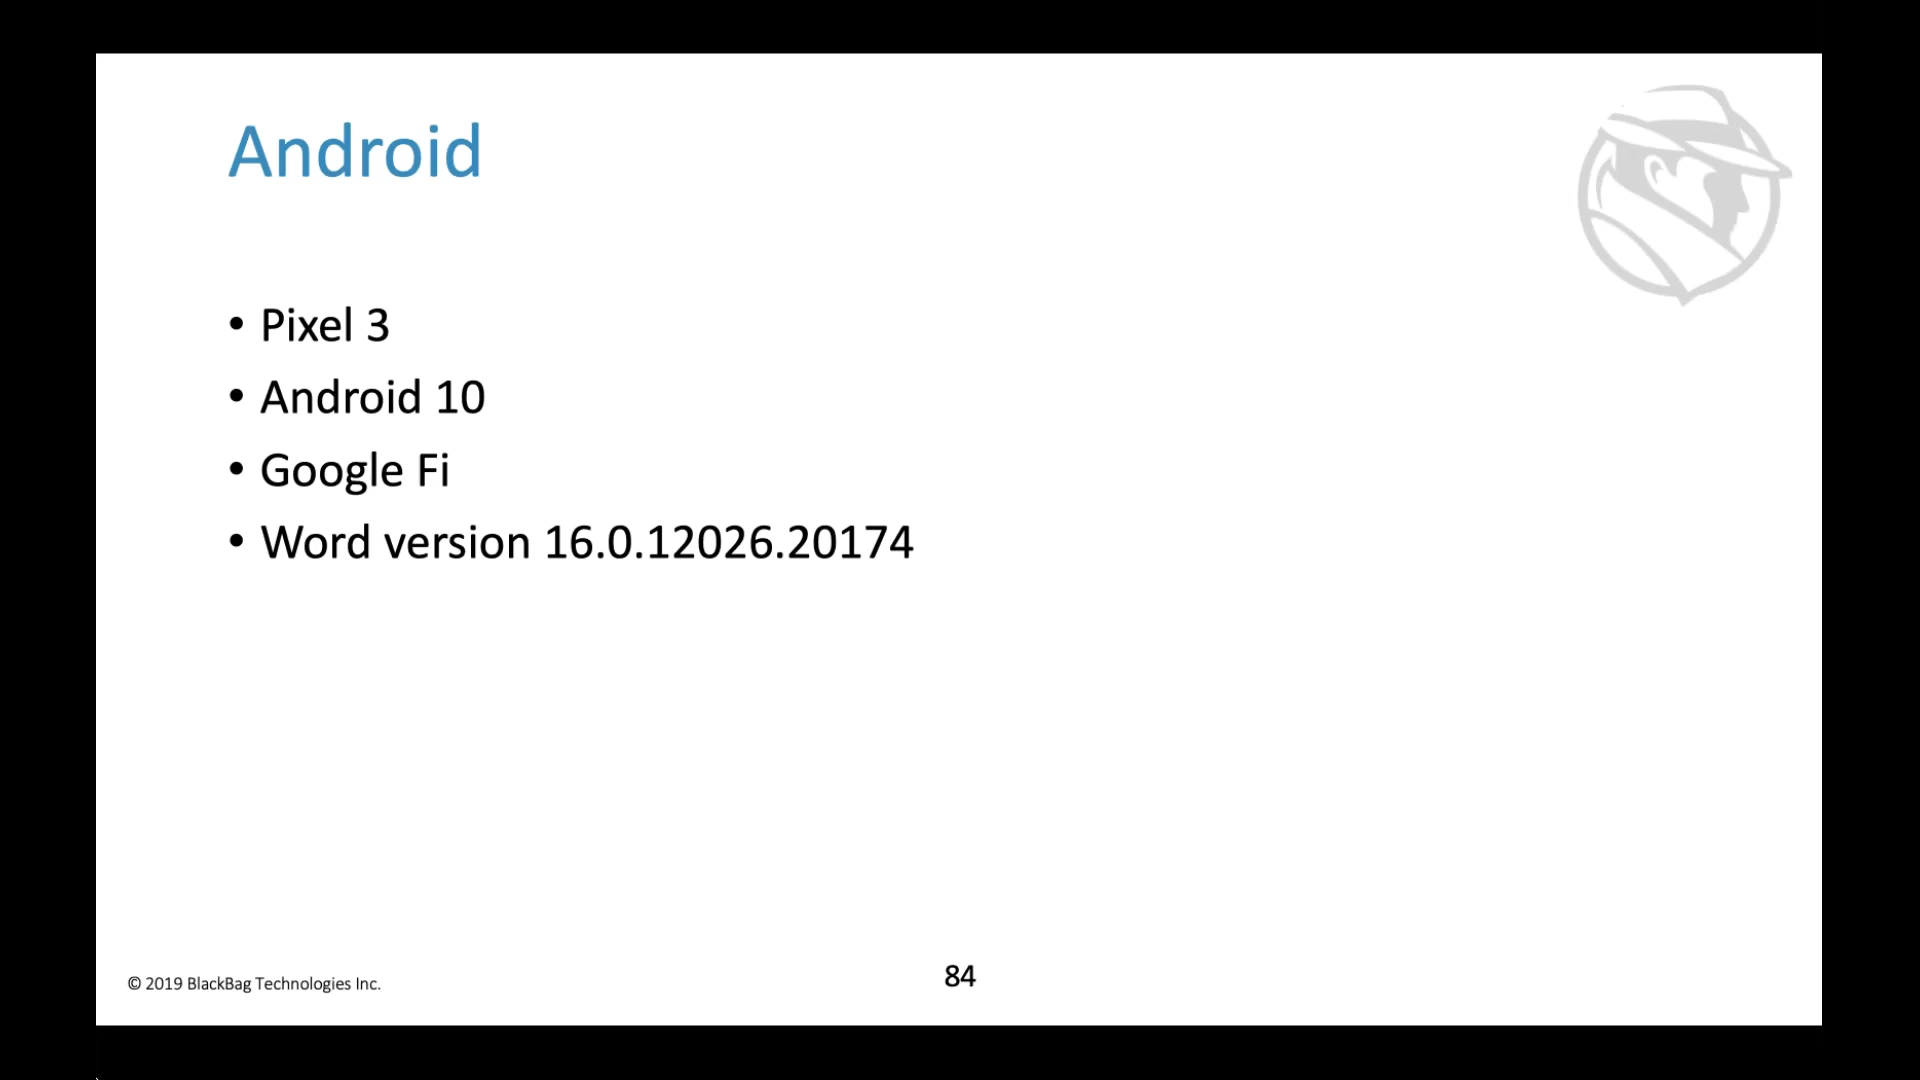 Android
• Pixel 3
• Android 10
• Google Fi
• Word version 16.0.12026.20174
© 2019 BlackBag Technologies Inc.
84